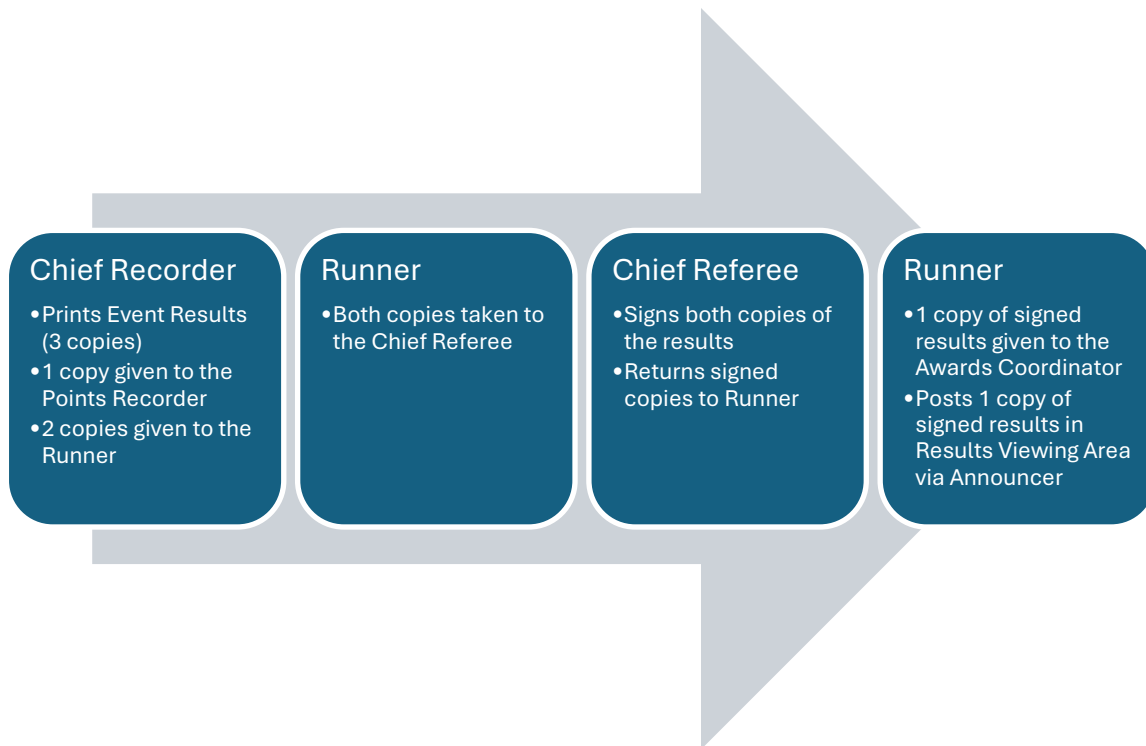 Chief Recorder
•Prints Event Results
(3 copies)
•1 copy given to the
Points Recorder
•2 copies given to the
Runner
Runner
•Both copies taken to
the Chief Referee
Chief Referee
•Signs both copies of
the results
•Returns signed
copies to Runner
Runner
•1 copy of signed
results given to the
Awards Coordinator
•Posts 1 copy of
signed results in
Results Viewing Area
via Announcer